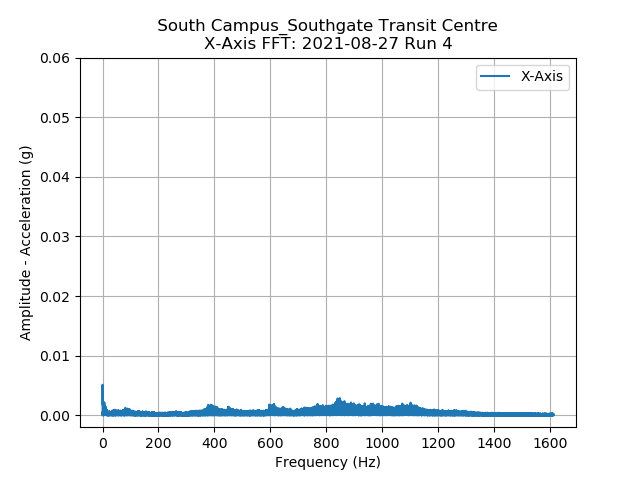 South Campus_Southgate Transit Centre
X-Axis FFT: 2021-08-27 Run 4
X-Axis
0.06
0.05
0.04
0.03
0.02
0.01
0.00
Amplitude - Acceleration (g)
0 200 400 600 800 1000 1200 1400 1600
Frequency (Hz)